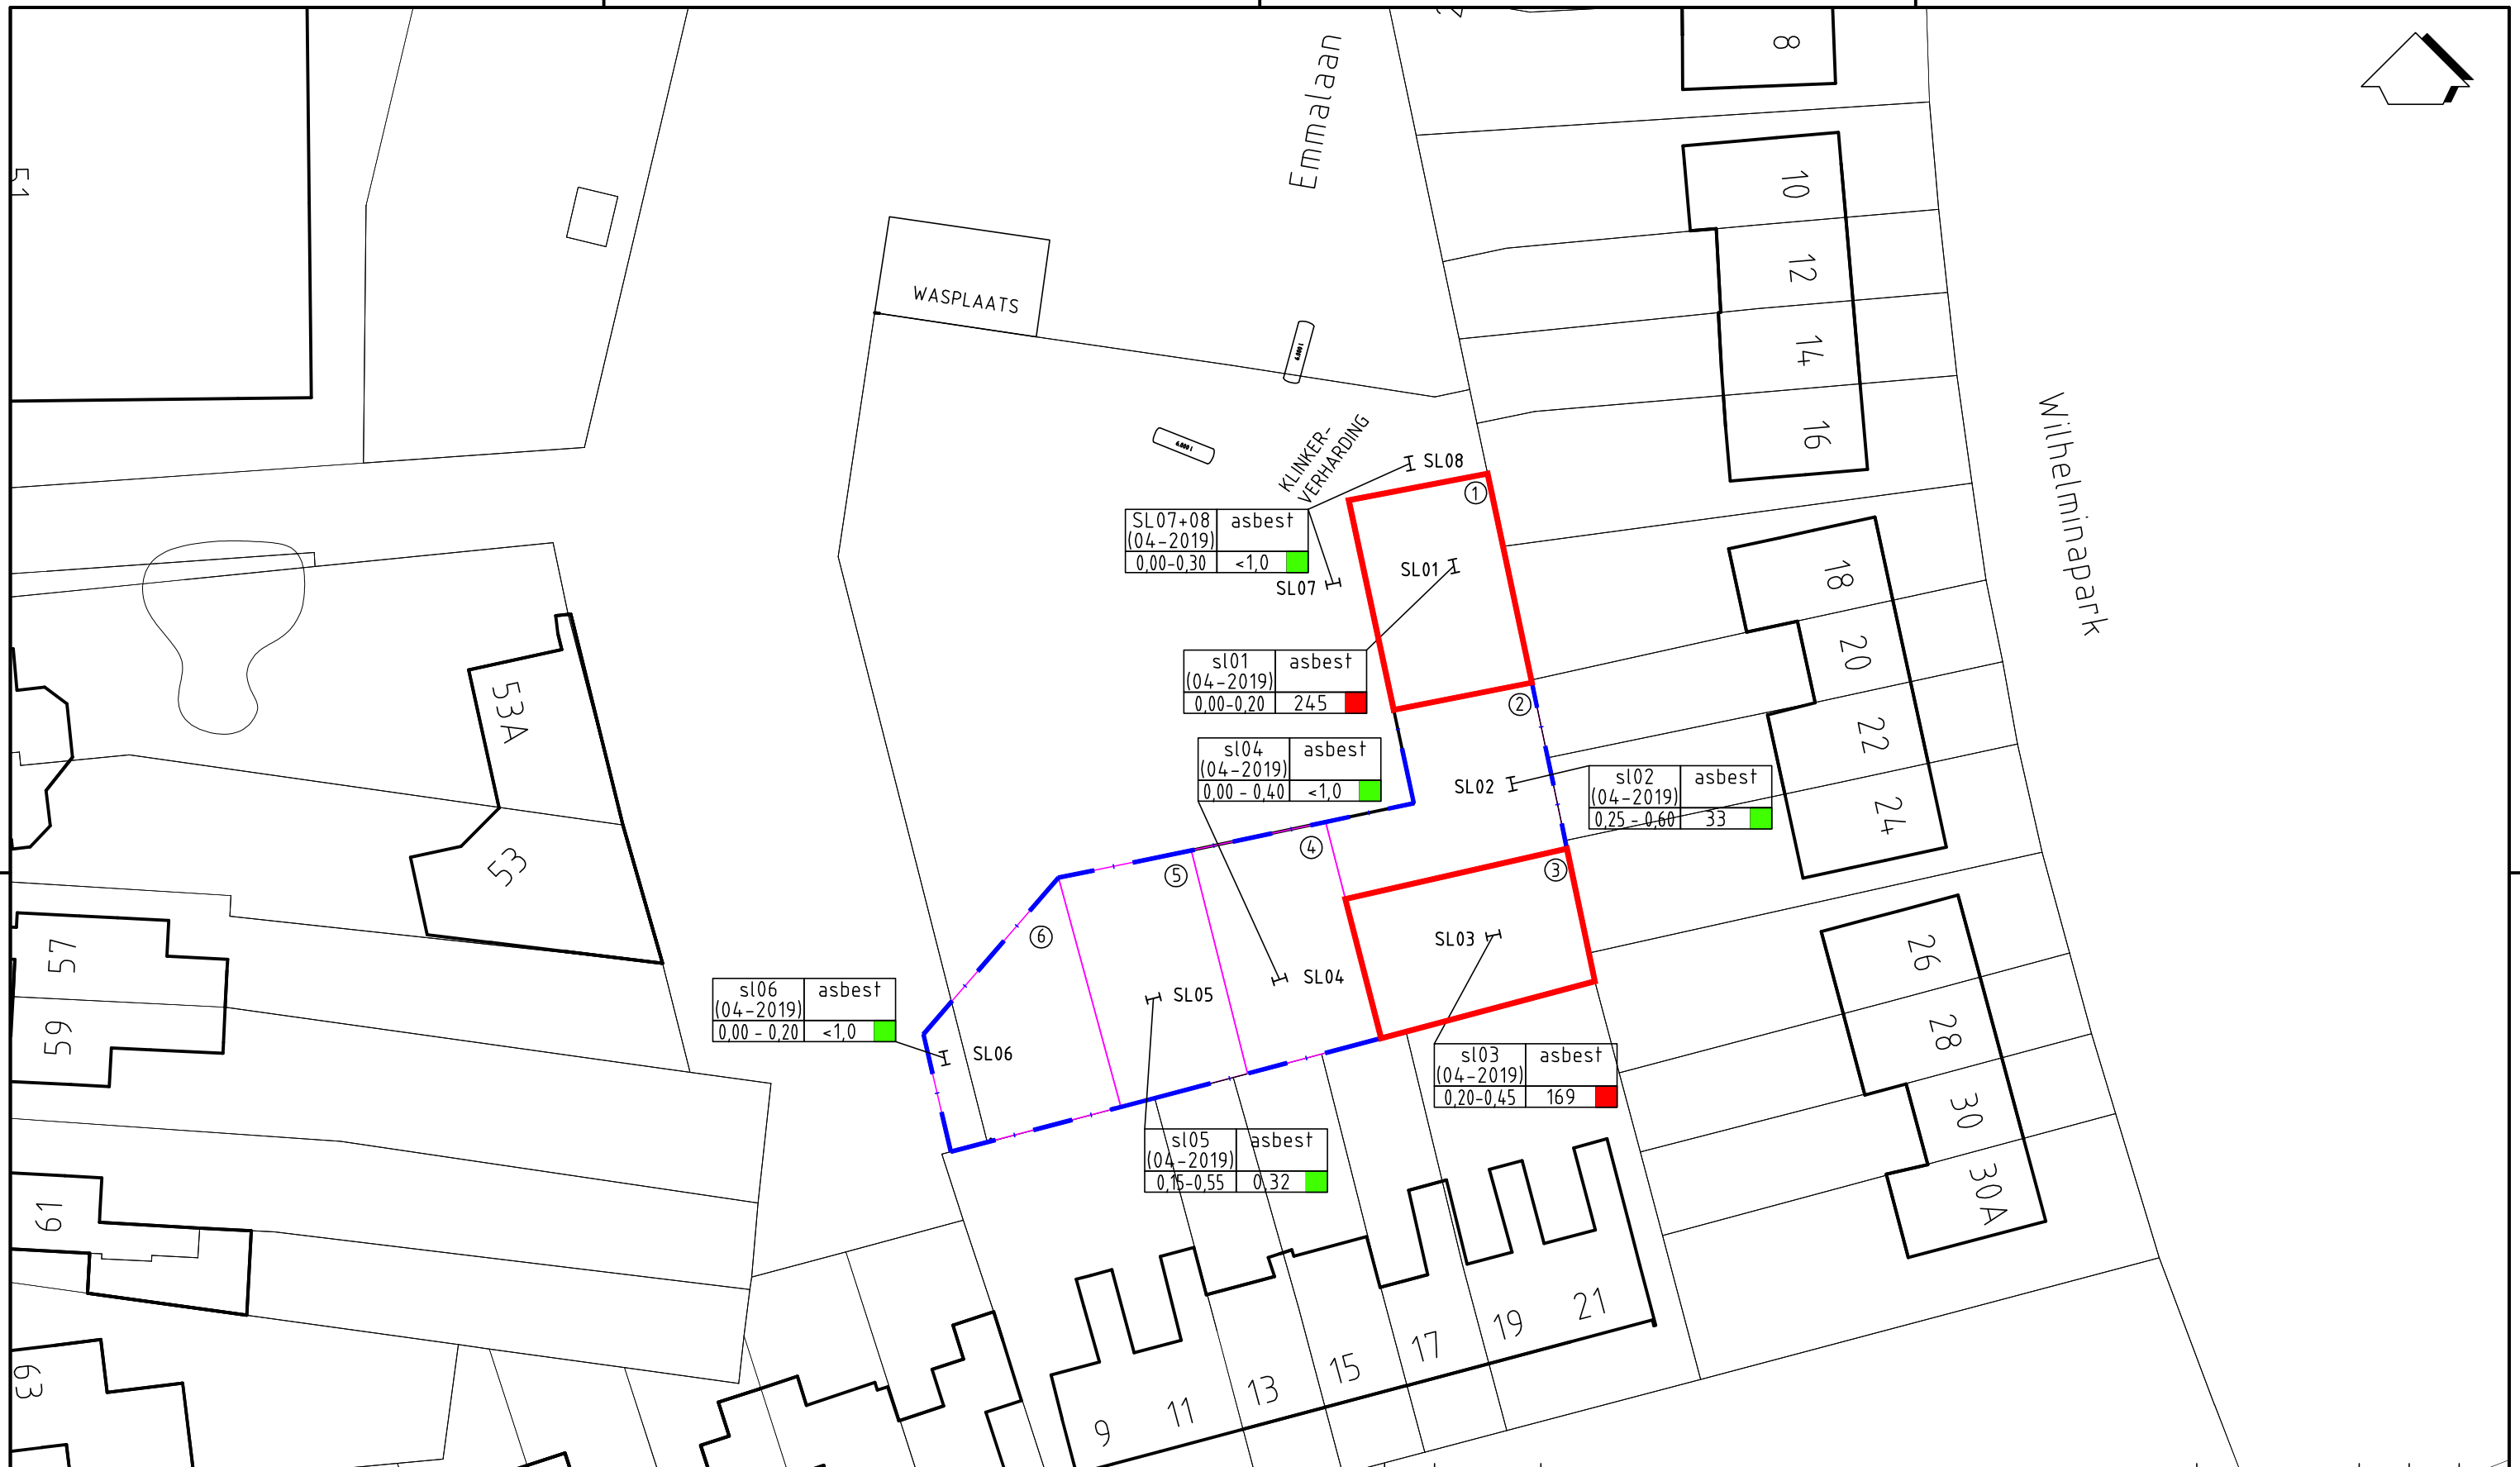 8
Emmalaan
51
10
12
WASPLAATS
14
16
KLINKER-
VERHARDING
SL08
1
Wilhelminapark
SL07+08 asbest
(04-2019)
0,00-0,30 <1,0
SL07
SL01
18
20
22
24
sl01 asbest
(04-2019)
0,00-0,20 245
2
53A
53
sl04 asbest
(04-2019)
0,00 - 0,40 <1,0
SL02
sl02 asbest
(04-2019)
0,25 - 0,60 33
4
5
3
6
57
59
SL03
SL04
SL05
SL06
26
28
30
30A
sl06 asbest
(04-2019)
0,00 - 0,20 <1,0
sl03 asbest
(04-2019)
0,20-0,45 169
sl05 asbest
(04-2019)
0,15-0,55 0,32
61
63
9
11
13
15
17
19
21